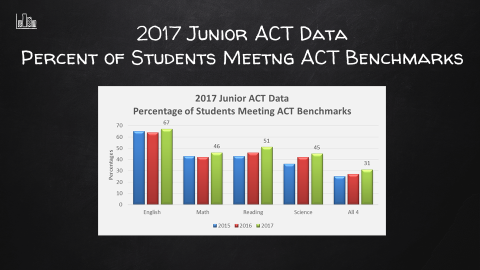 2017 Junior ACT Data
Percent of Students Meetng ACT Benchmarks
2017 Junior ACT Data
Percentage of Students Meeting ACT Benchmarks
Percentages
70
60
50
40
30
20
10
0
67
46
51
45
31
English Math Reading Science All 4
2015 2016 2017